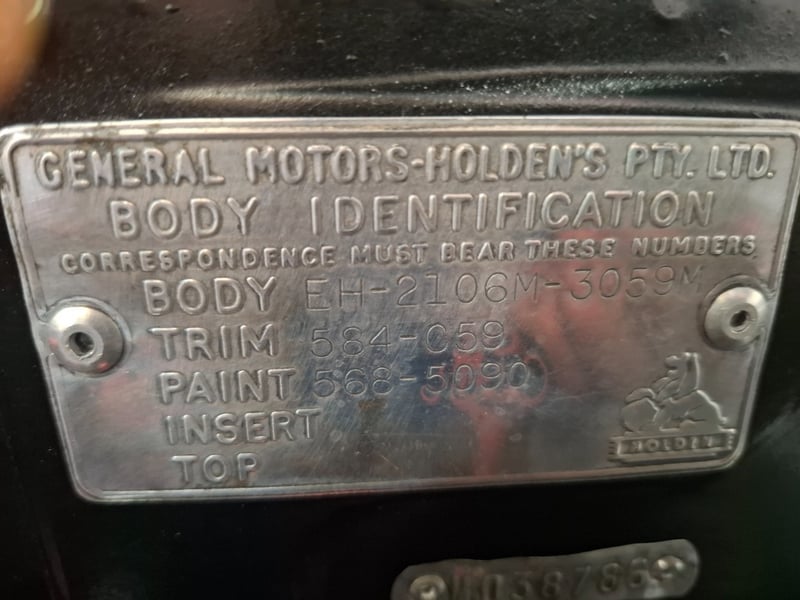 GENERAL MOTORS-HOLDEN'S PTY. LTD.
BODY IDENTIFICATION
CORRESPONDENCE MUST BEAR THESE NUMBERS
BODY EH-2106M-3059M
TRIM 584-C59
PAINT 568-5090
INSERT
TOP
HOLDEN